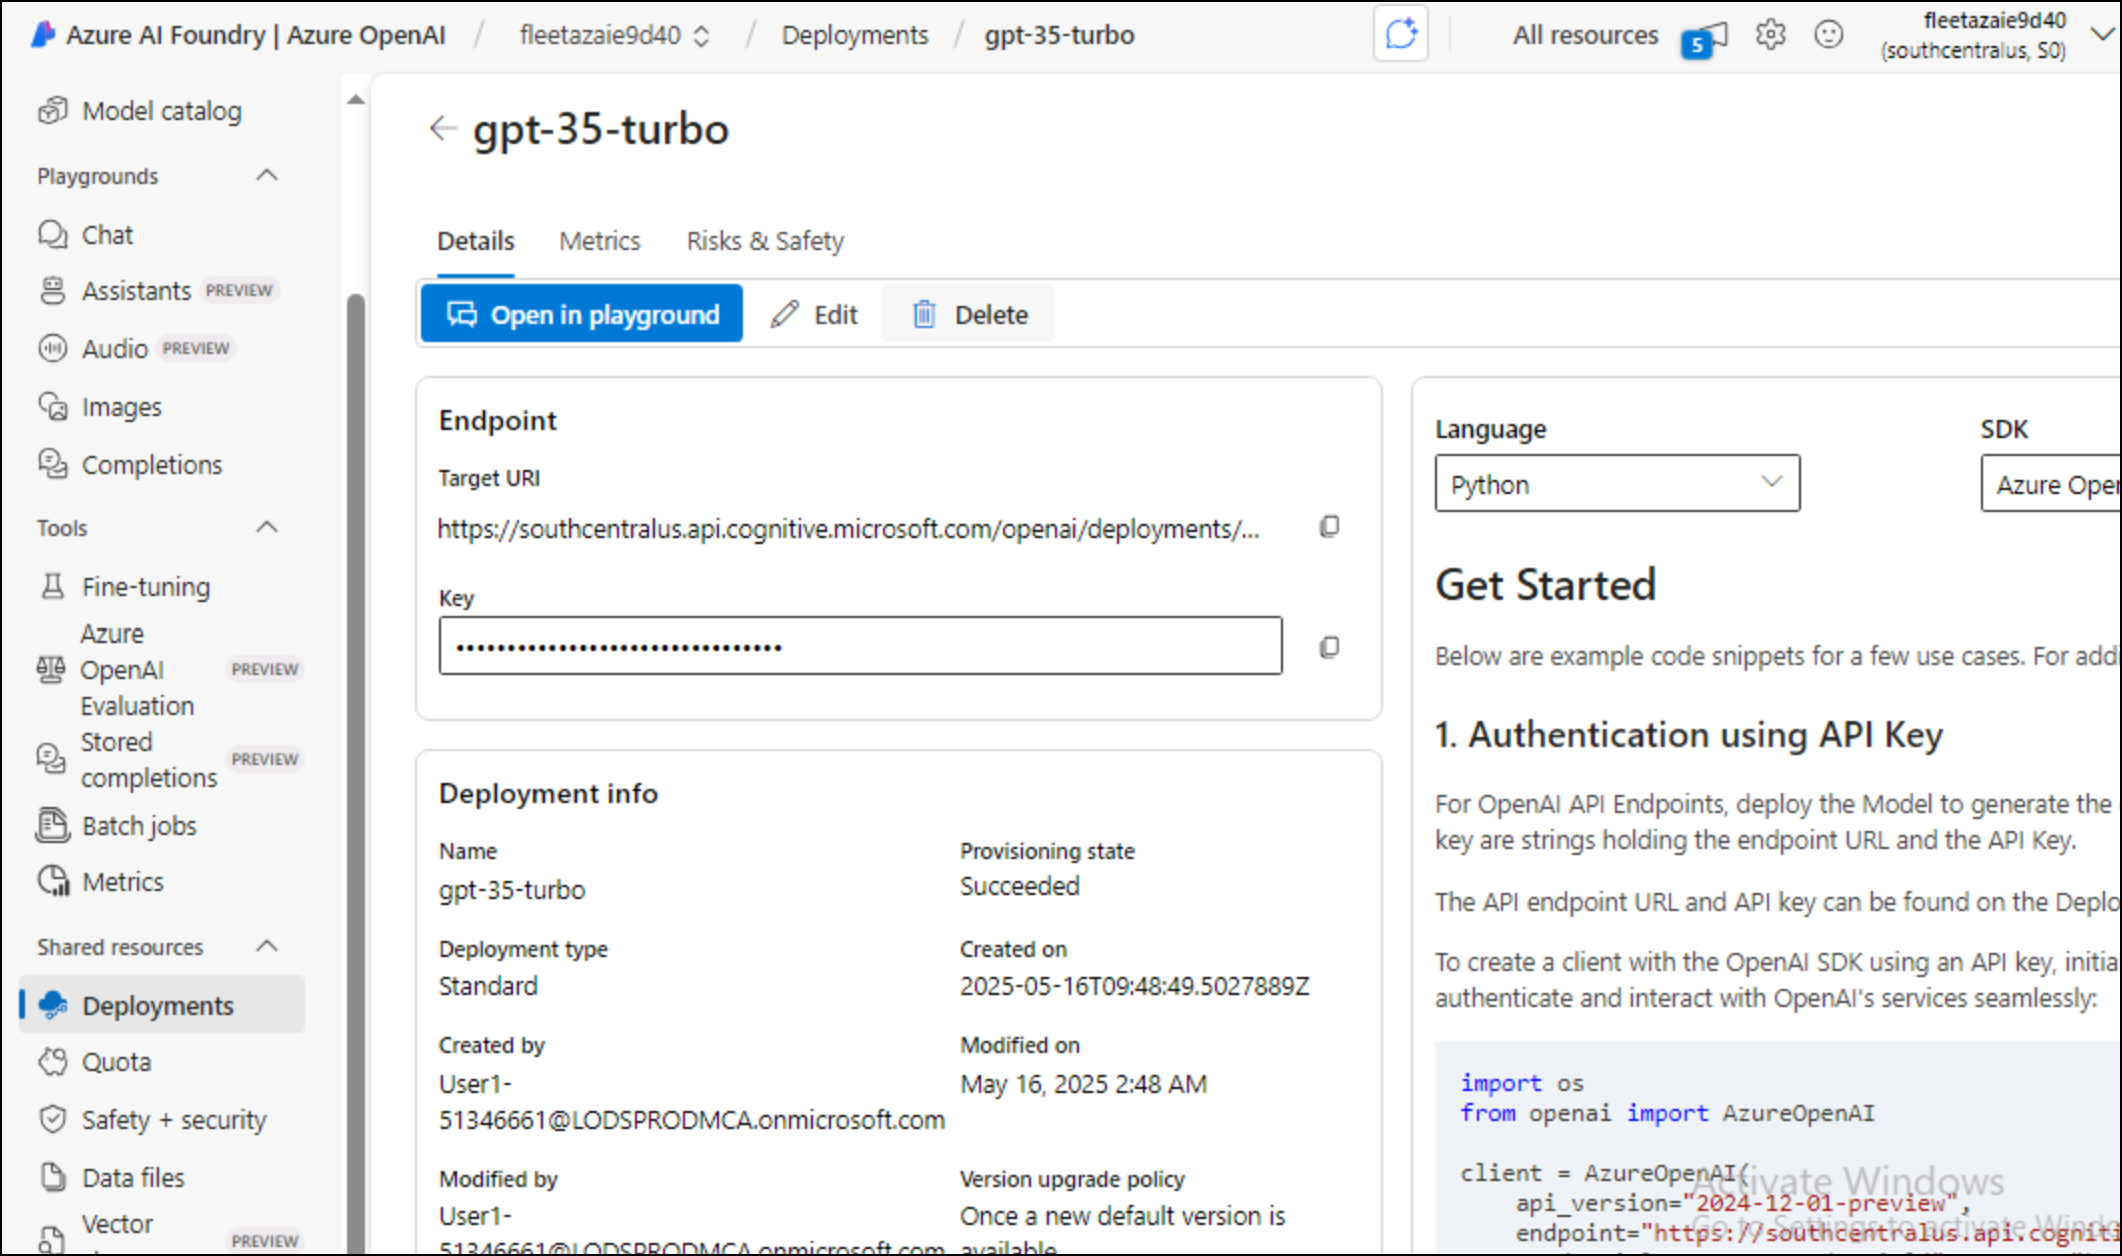 Azure AI Foundry | Azure OpenAI / fleetazaie9d40 / Deployments / gpt-35-turbo
All resources
5
fleetazaie9d40
(southcentralus, S0)
Model catalog
Playgrounds
Chat
Assistants PREVIEW
Audio PREVIEW
Images
Completions
Tools
Fine-tuning
Azure
OpenAI PREVIEW
Evaluation
Stored
completions PREVIEW
Batch jobs
Metrics
Shared resources
Deployments
Quota
Safety + security
Data files
Vector
PREVIEW
gpt-35-turbo
Details Metrics Risks & Safety
Open in playground Edit Delete
Endpoint
Target URI
https://southcentralus.api.cognitive.microsoft.com/openai/deployments/...
Key
••••••••••••••••••••••••••••••••
Deployment info
Name
gpt-35-turbo
Provisioning state
Succeeded
Deployment type
Standard
Created on
2025-05-16T09:48:49.5027889Z
Created by
User1-
51346661@LODSPRODMCA.onmicrosoft.com
Modified on
May 16, 2025 2:48 AM
Modified by
User1-
51346661@LODSPRODMCA.onmicrosoft.com
Version upgrade policy
Once a new default version is
available
Language
Python
SDK
Azure Oper
Get Started
Below are example code snippets for a few use cases. For addi
1. Authentication using API Key
For OpenAI API Endpoints, deploy the Model to generate the
key are strings holding the endpoint URL and the API Key.
The API endpoint URL and API key can be found on the Deplo
To create a client with the OpenAI SDK using an API key, initia
authenticate and interact with OpenAI's services seamlessly:
import os
from openai import AzureOpenAI
client = AzureOpenAI(
api_version="2024-12-01-preview",
endpoint="https://southcentralus.api.cognit
Activate Windows
Go to Settings to activate Windo